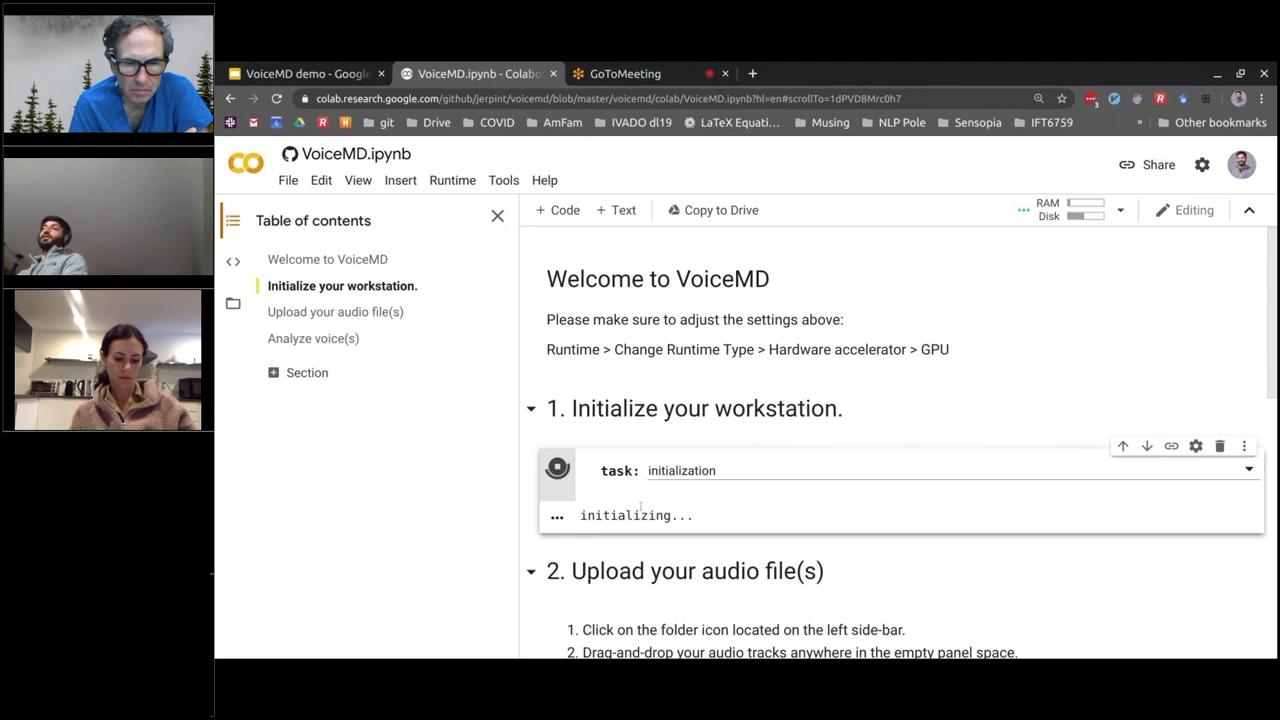 VoiceMD demo - Google
VoiceMD.ipynb - Colabo
GoToMeeting
colab.research.google.com/github/jerpint/voicemd/blob/master/voicemd/colab/VoiceMD.ipynb?hl=en#scrollTo=1dPVD8Mrc0h7
git Drive COVID AmFam IVADO dl19 LaTeX Equati... Musing NLP Pole Sensopia IFT6759 » Other bookmarks
VoiceMD.ipynb
Share
File Edit View Insert Runtime Tools Help
Table of contents
Welcome to VoiceMD
Initialize your workstation.
Upload your audio file(s)
Analyze voice(s)
Section
+ Code + Text Copy to Drive
RAM
Disk
Editing
Welcome to VoiceMD
Please make sure to adjust the settings above:
Runtime > Change Runtime Type > Hardware accelerator > GPU
1. Initialize your workstation.
task: initialization
initializing...
2. Upload your audio file(s)
1. Click on the folder icon located on the left side-bar.
2. Drag-and-drop your audio tracks anywhere in the empty panel space.